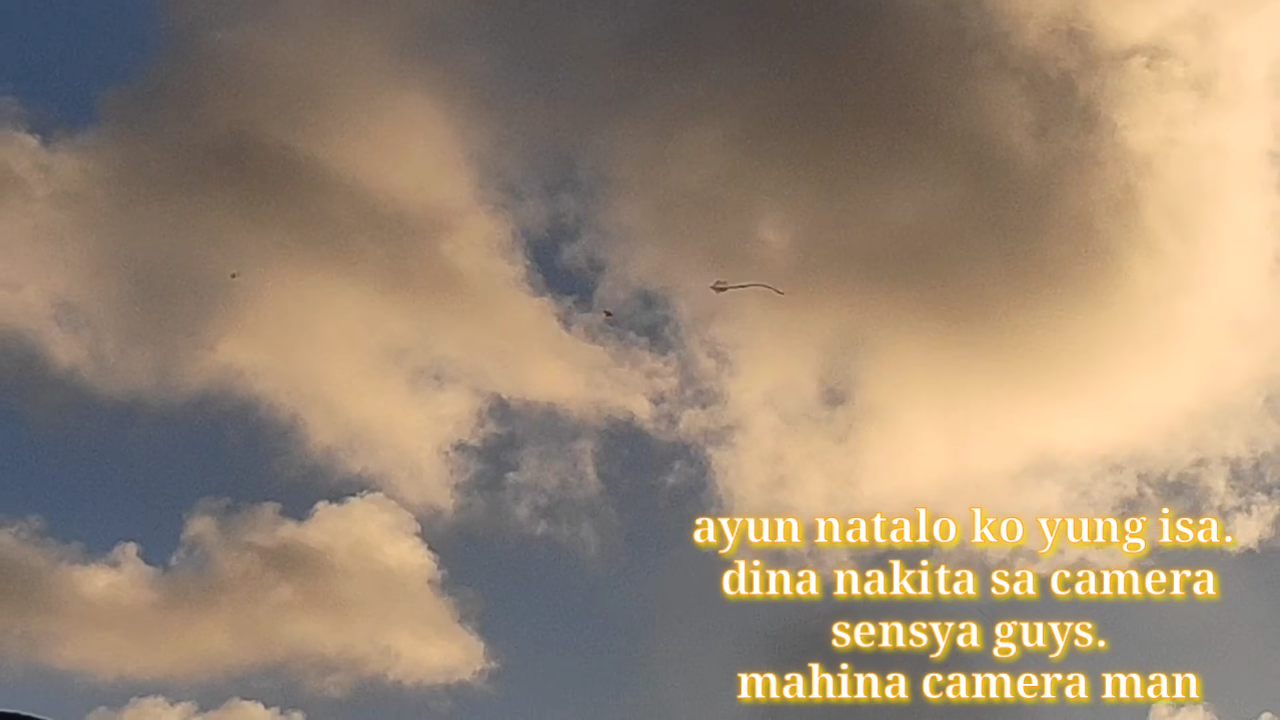 ayun natalo ko yung isa.
dina nakita sa camera
sensya guys.
mahina camera man